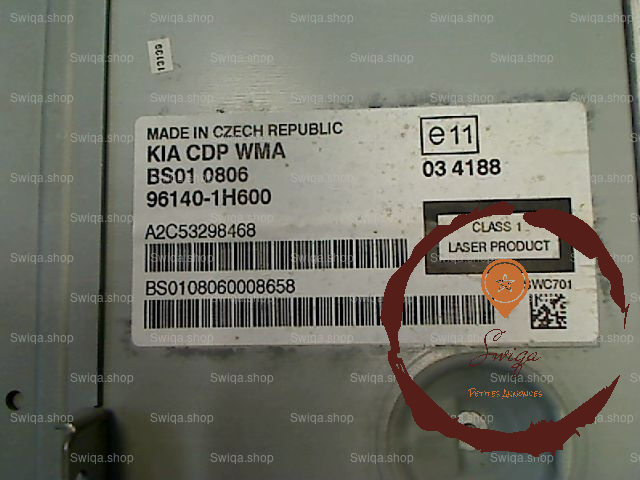 13139
MADE IN CZECH REPUBLIC
KIA CDP WMA
BS01 0806
96140-1H600
e11
03 4188
A2C53298468
CLASS 1
LASER PRODUCT
BS0108060008658
WC701
Swiqa
PETITES ANNONCES
Swiqa.shop